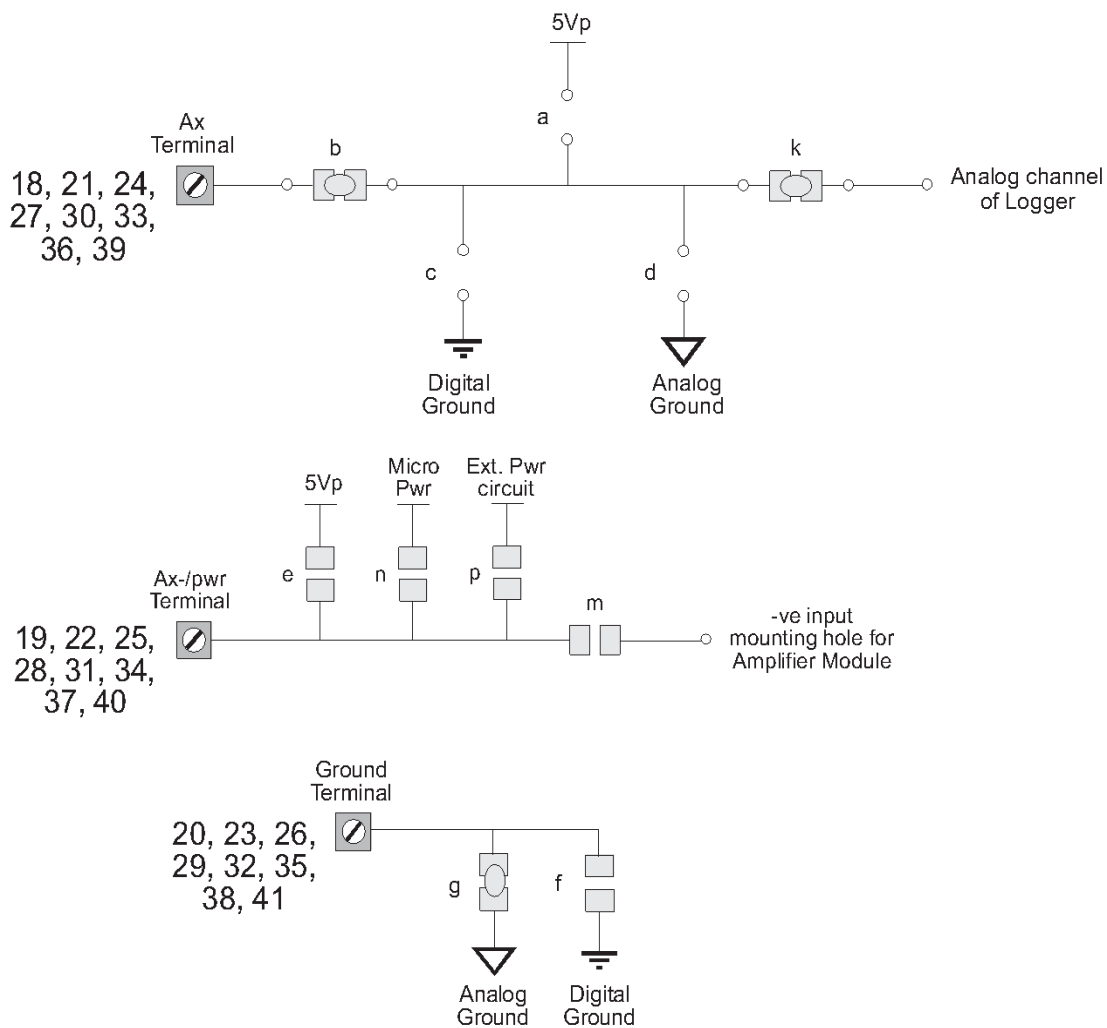 5Vp
a
Ax
Terminal
b
k
18, 21, 24,
27, 30, 33,
36, 39
Analog channel
of Logger
c
d
Digital
Ground
Analog
Ground
5Vp
Micro
Pwr
Ext. Pwr
circuit
e
n
p
Ax-/pwr
Terminal
m
19, 22, 25,
28, 31, 34,
37, 40
-ve input
mounting hole for
Amplifier Module
Ground
Terminal
20, 23, 26,
29, 32, 35,
38, 41
g
f
Analog
Ground
Digital
Ground